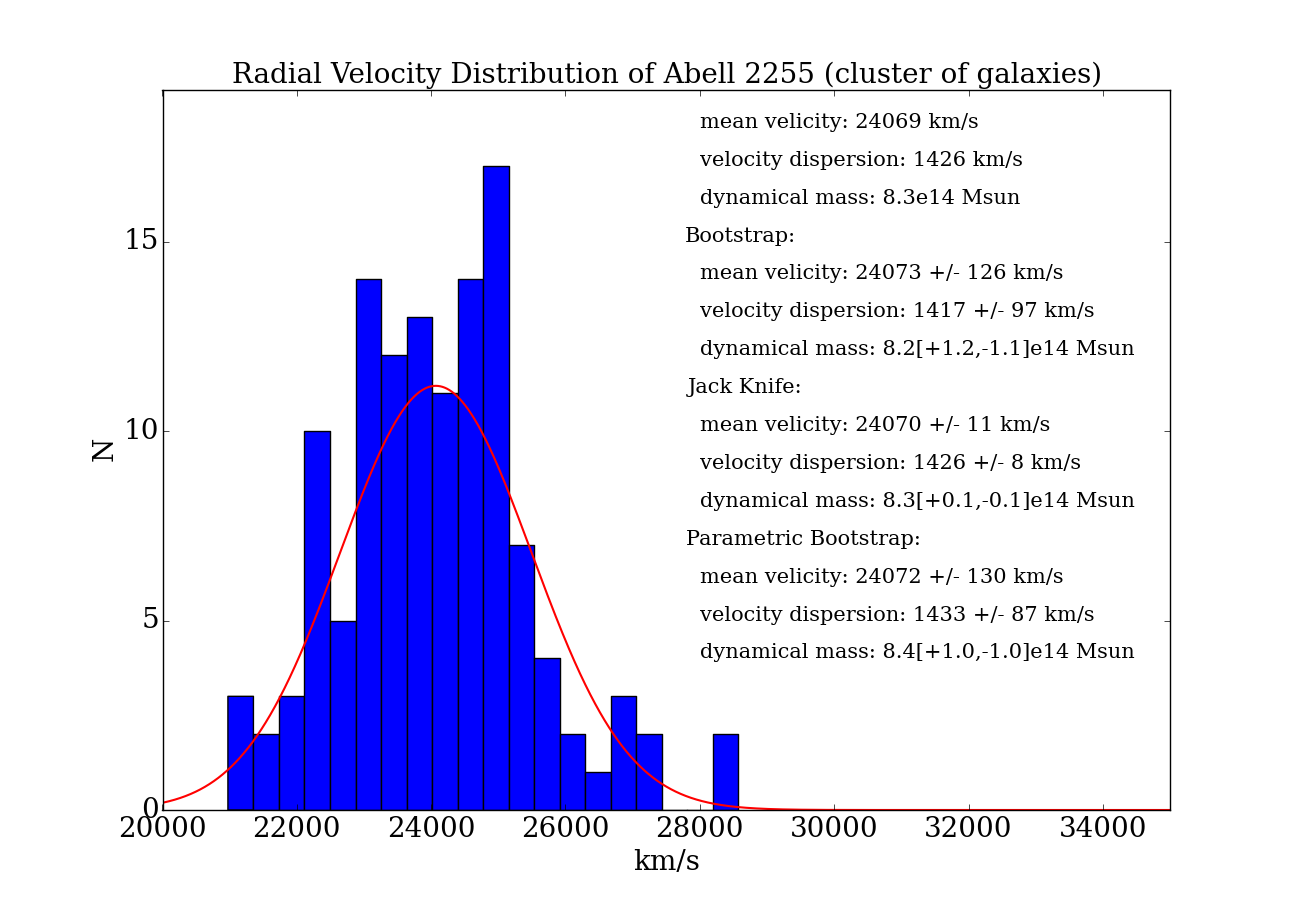 Radial Velocity Distribution of Abell 2255 (cluster of galaxies)
mean velicity: 24069 km/s
velocity dispersion: 1426 km/s
dynamical mass: 8.3e14 Msun
Bootstrap:
mean velicity: 24073 +/- 126 km/s
velocity dispersion: 1417 +/- 97 km/s
dynamical mass: 8.2[+1.2,-1.1]e14 Msun
Jack Knife:
mean velicity: 24070 +/- 11 km/s
velocity dispersion: 1426 +/- 8 km/s
dynamical mass: 8.3[+0.1,-0.1]e14 Msun
Parametric Bootstrap:
mean velicity: 24072 +/- 130 km/s
velocity dispersion: 1433 +/- 87 km/s
dynamical mass: 8.4[+1.0,-1.0]e14 Msun
N
15
10
5
0
20000 22000 24000 26000 28000 30000 32000 34000
km/s